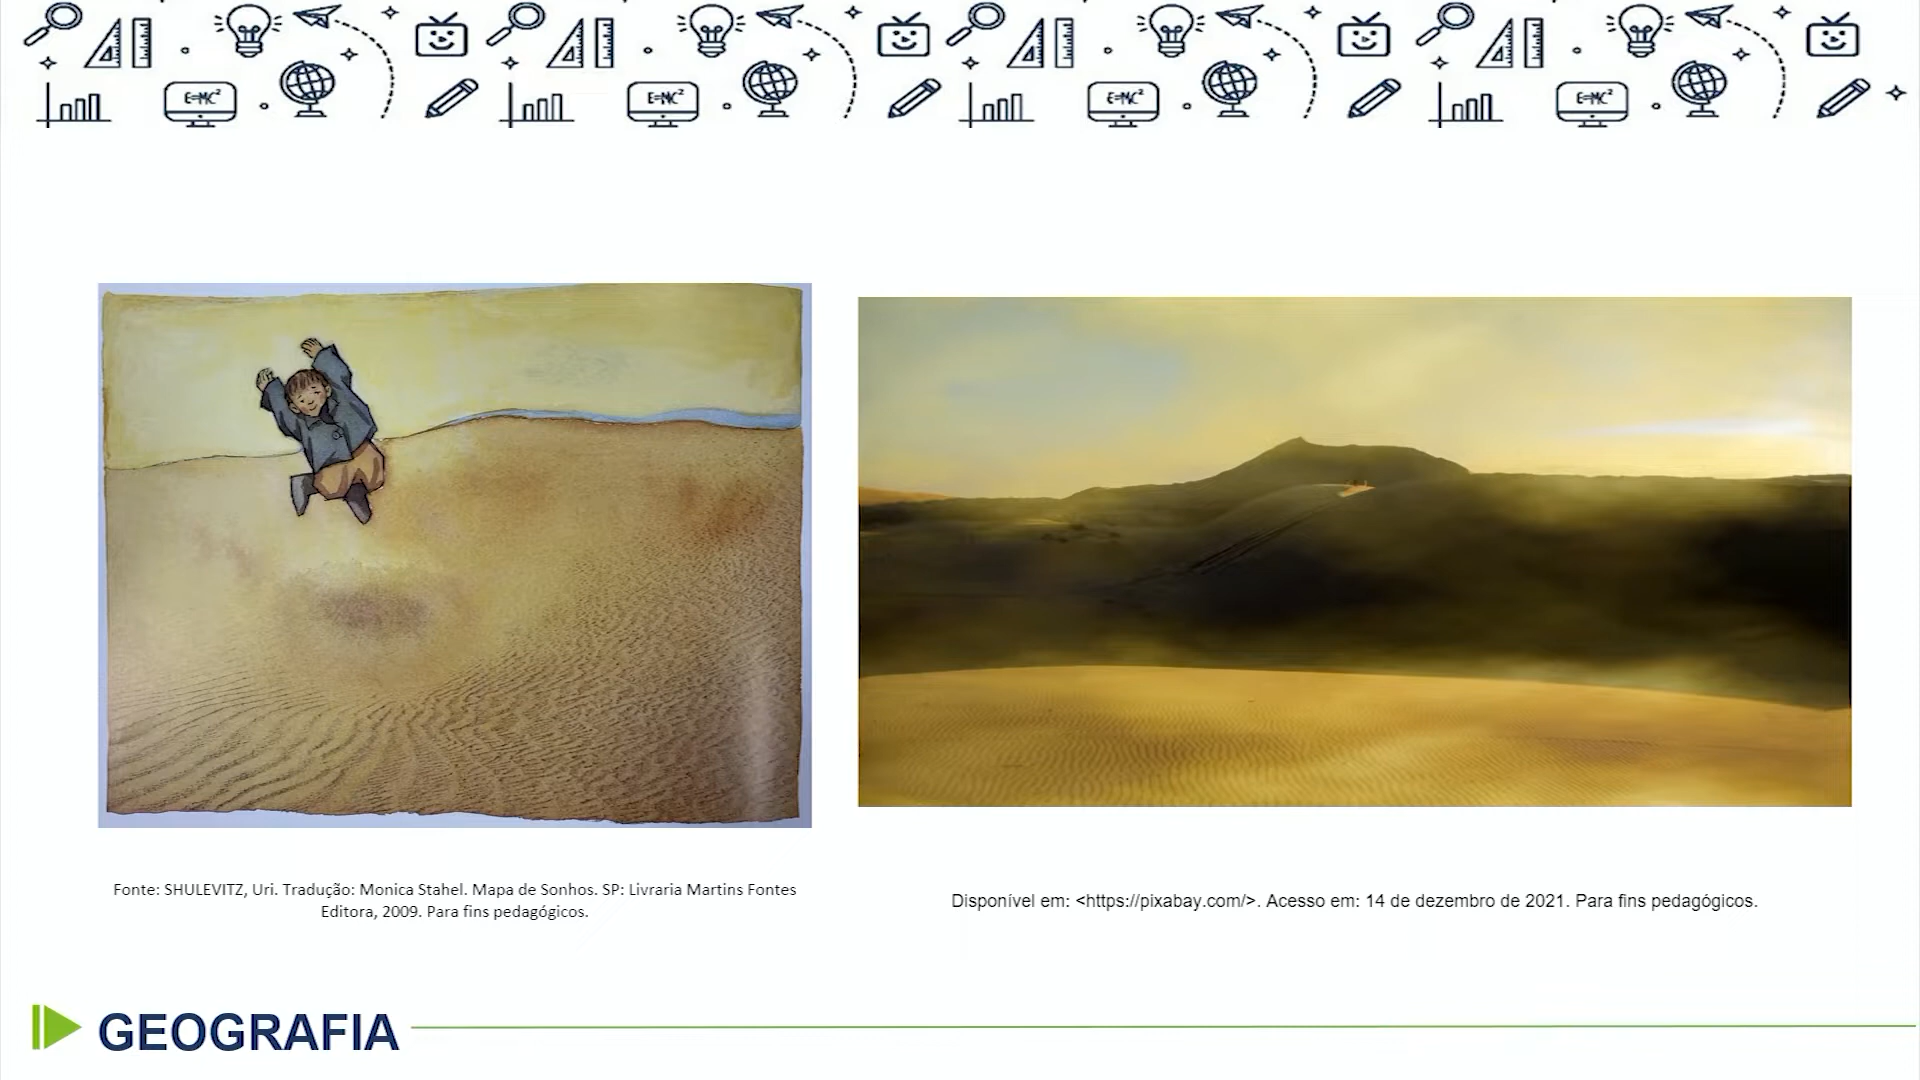 E=MC²
E=MC²
E=MC²
E=MC²
Fonte: SHULEVITZ, Uri. Tradução: Monica Stahel. Mapa de Sonhos. SP: Livraria Martins Fontes
Editora, 2009. Para fins pedagógicos.
Disponível em: <https://pixabay.com/>. Acesso em: 14 de dezembro de 2021. Para fins pedagógicos.
GEOGRAFIA